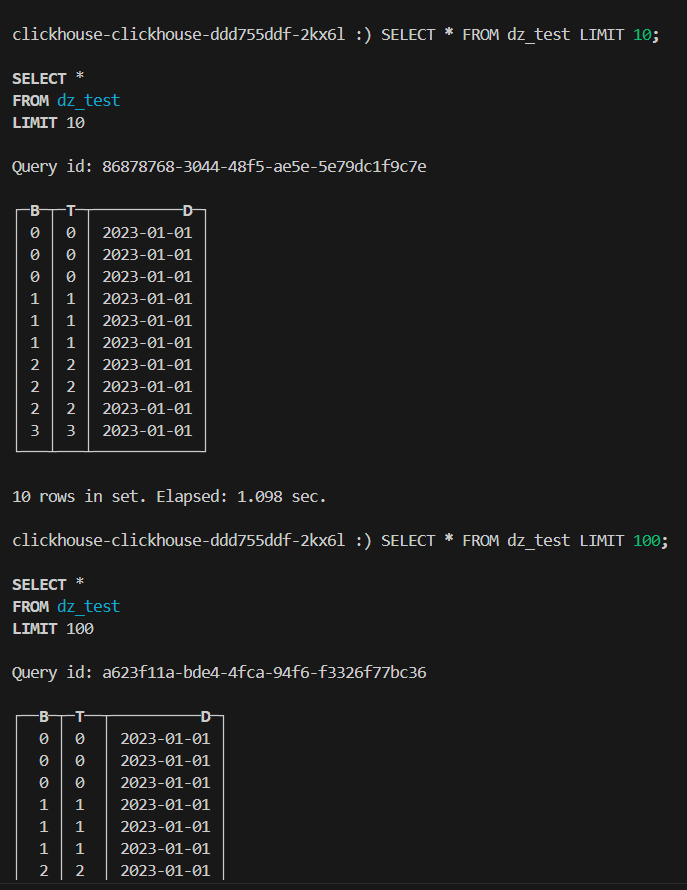 clickhouse-clickhouse-ddd755ddf-2kx6l :) SELECT * FROM dz_test LIMIT 10;
SELECT *
FROM dz_test
LIMIT 10
Query id: 86878768-3044-48f5-ae5e-5e79dc1f9c7e
B T D
0 0 2023-01-01
0 0 2023-01-01
0 0 2023-01-01
1 1 2023-01-01
1 1 2023-01-01
1 1 2023-01-01
2 2 2023-01-01
2 2 2023-01-01
2 2 2023-01-01
3 3 2023-01-01
10 rows in set. Elapsed: 1.098 sec.
clickhouse-clickhouse-ddd755ddf-2kx6l :) SELECT * FROM dz_test LIMIT 100;
SELECT *
FROM dz_test
LIMIT 100
Query id: a623f11a-bde4-4fca-94f6-f3326f77bc36
B T D
0 0 2023-01-01
0 0 2023-01-01
0 0 2023-01-01
1 1 2023-01-01
1 1 2023-01-01
1 1 2023-01-01
2 2 2023-01-01